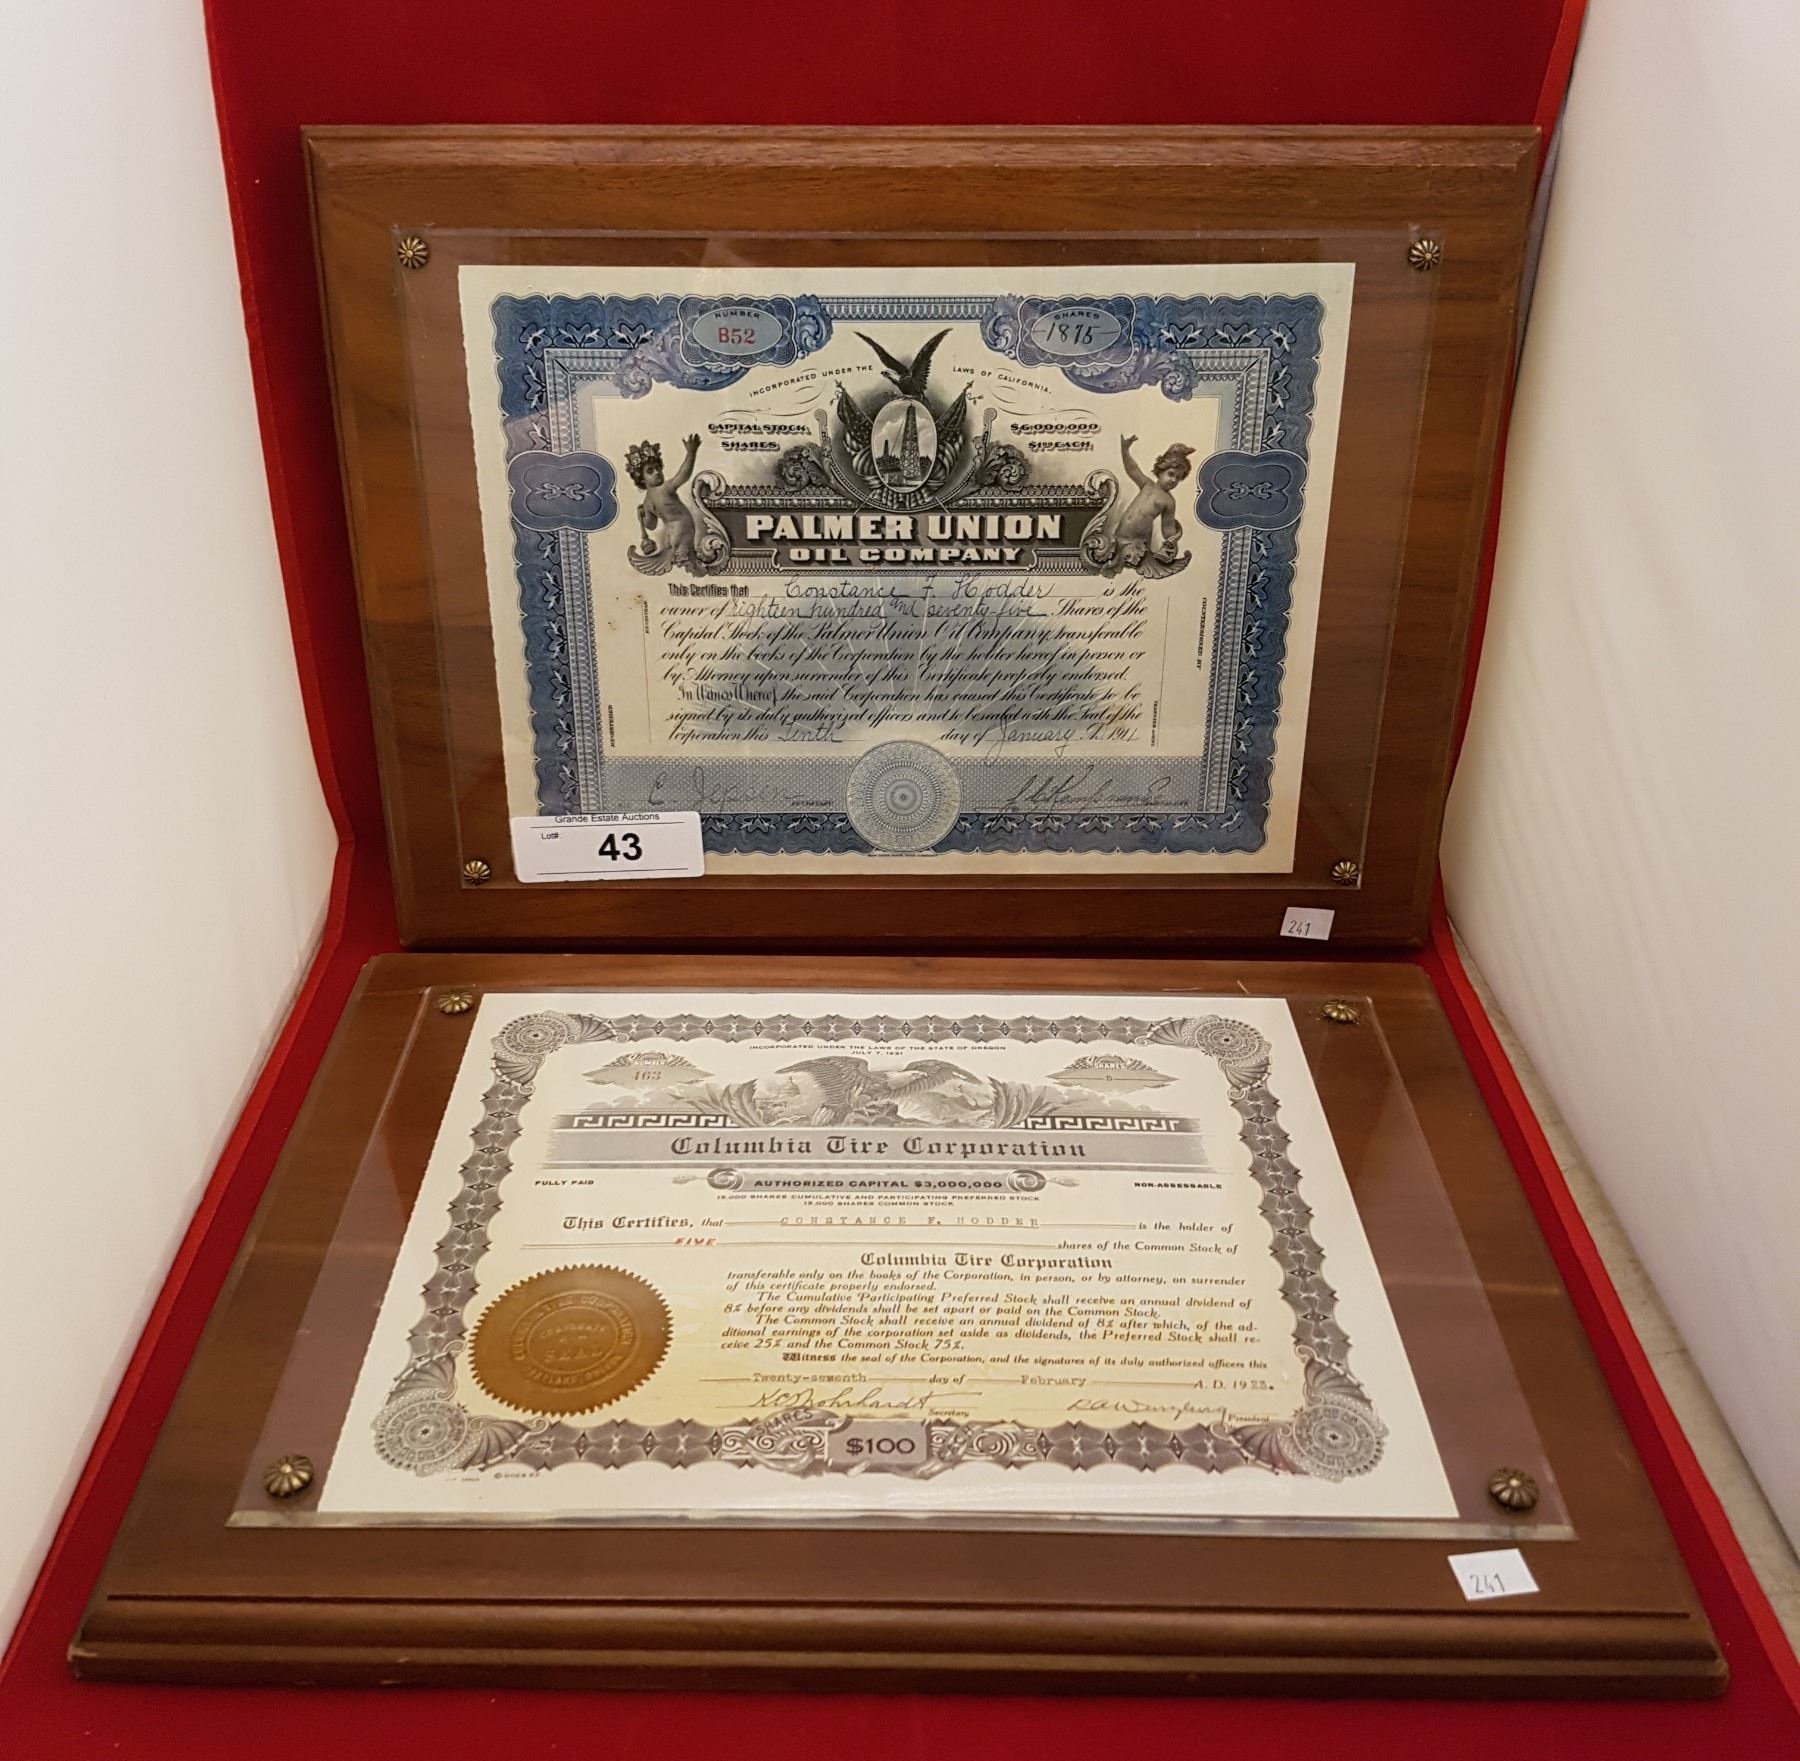 NUMBER
B52
SHARES
1875
INCORPORATED UNDER THE LAWS OF CALIFORNIA.
CAPITAL STOCK $6,000,000
SHARES $1.00 EACH
PALMER UNION
OIL COMPANY
This Certifies that Constance F. Hodder is the
owner of eighteen hundred and seventy-five Shares of the
Capital Stock of the Palmer Union Oil Company, transferable
only on the books of the Corporation by the holder hereof in person or
by Attorney upon surrender of this Certificate properly endorsed.
In Witness Whereof, the said Corporation has caused this Certificate to be
signed by its duly authorized officers and to be sealed with the Seal of the
Corporation this Tenth day of January A.D. 1911
REGISTERED
REGISTRAR
COUNTERSIGNED BY
TRANSFER AGENT
C Jepsen SECRETARY
PRESIDENT
Grande Estate Auctions
Lot#.
43
241
INCORPORATED UNDER THE LAWS OF THE STATE OF OREGON
JULY 7, 1921
NUMBER
163
SHARES
5
Columbia Tire Corporation
FULLY PAID
AUTHORIZED CAPITAL $3,000,000
NON-ASSESSABLE
15,000 SHARES CUMULATIVE AND PARTICIPATING PREFERRED STOCK
15,000 SHARES COMMON STOCK
This Certifies, that CONSTANCE F. HODDER is the holder of
FIVE shares of the Common Stock of
Columbia Tire Corporation
transferable only on the books of the Corporation, in person, or by attorney, on surrender
of this certificate properly endorsed.
The Cumulative Participating Preferred Stock shall receive an annual dividend of
8% before any dividends shall be set apart or paid on the Common Stock.
The Common Stock shall receive an annual dividend of 8% after which, of the ad-
ditional earnings of the corporation set aside as dividends, the Preferred Stock shall re-
ceive 25% and the Common Stock 75%.
Witness the seal of the Corporation, and the signatures of its duly authorized officers this
Twenty-seventh day of February A. D. 1923.
Secretary
President
CORPORATE
SEAL
SHARES
$100
241